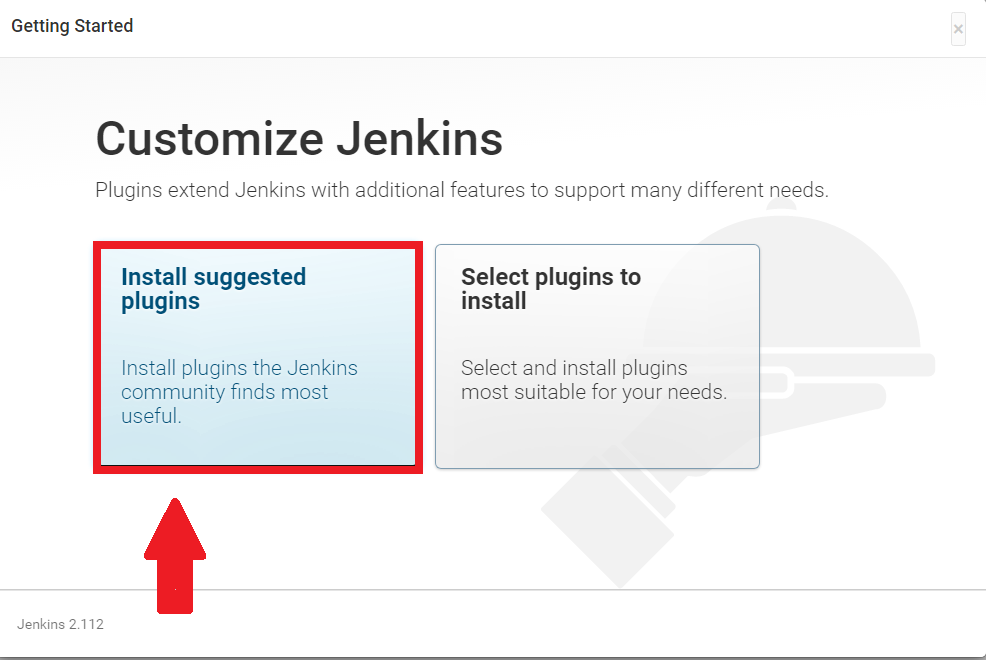 Getting Started
×
Customize Jenkins
Plugins extend Jenkins with additional features to support many different needs.
Install suggested
plugins
Install plugins the Jenkins
community finds most
useful.
Select plugins to
install
Select and install plugins
most suitable for your needs.
Jenkins 2.112